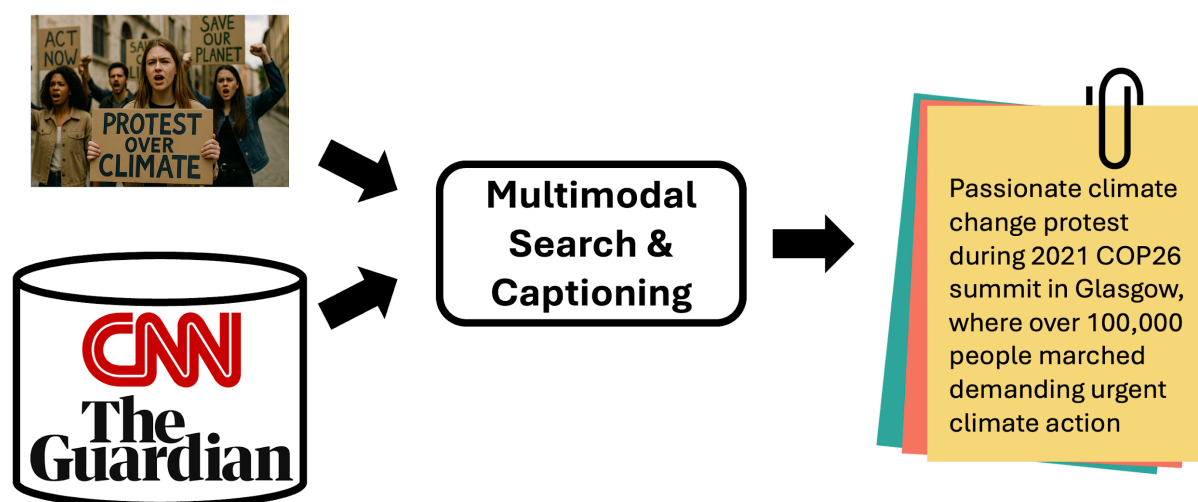 ACT
NOW
SAVE
OUR
PLANET
PROTEST
OVER
CLIMATE
CNN
The
Guardian
Multimodal
Search &
Captioning
Passionate climate
change protest
during 2021 COP26
summit in Glasgow,
where over 100,000
people marched
demanding urgent
climate action